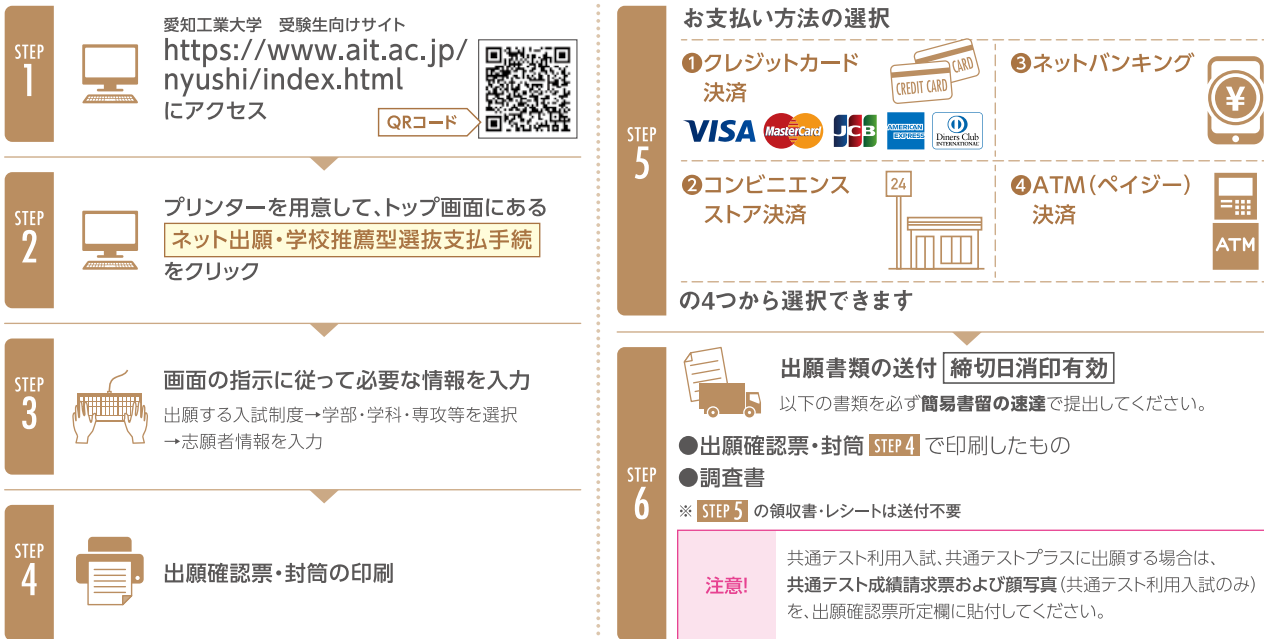 STEP
1
愛知工業大学　受験生向けサイト
https://www.ait.ac.jp/
nyushi/index.html
にアクセス
QRコード
STEP
2
プリンターを用意して、トップ画面にある
ネット出願・学校推薦型選抜支払手続
をクリック
STEP
3
画面の指示に従って必要な情報を入力
出願する入試制度→学部・学科・専攻等を選択
→志願者情報を入力
STEP
4
出願確認票・封筒の印刷
STEP
5
お支払い方法の選択
❶クレジットカード
決済
CREDIT CARD
CARD
VISA MasterCard JCB AMERICAN EXPRESS Diners Club INTERNATIONAL
❷コンビニエンス
ストア決済
24
❸ネットバンキング
¥
❹ATM(ペイジー)
決済
ATM
の4つから選択できます
STEP
6
出願書類の送付 締切日消印有効
以下の書類を必ず簡易書留の速達で提出してください。
●出願確認票・封筒 STEP 4 で印刷したもの
●調査書
※ STEP 5 の領収書・レシートは送付不要
注意!
共通テスト利用入試、共通テストプラスに出願する場合は、
共通テスト成績請求票および顔写真(共通テスト利用入試のみ)
を、出願確認票所定欄に貼付してください。